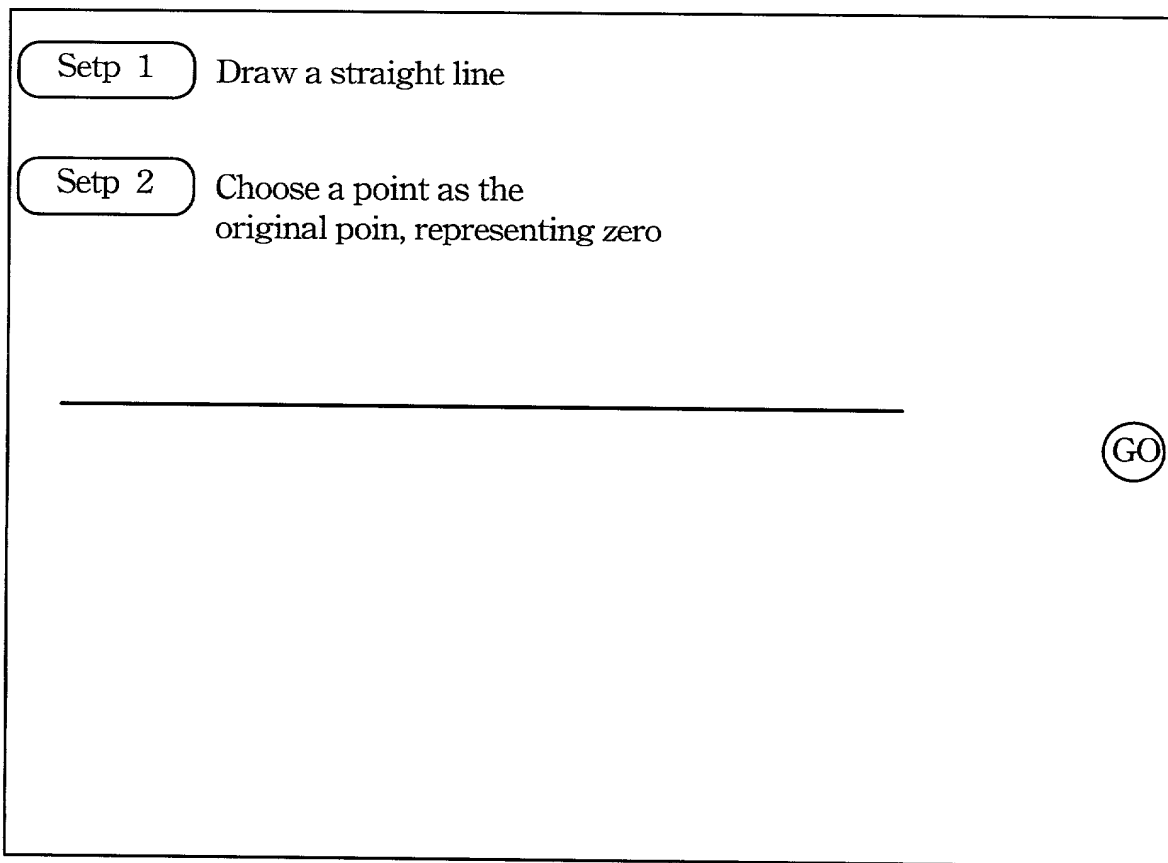 Setp 1 Draw a straight line
Setp 2 Choose a point as the
original poin, representing zero
GO